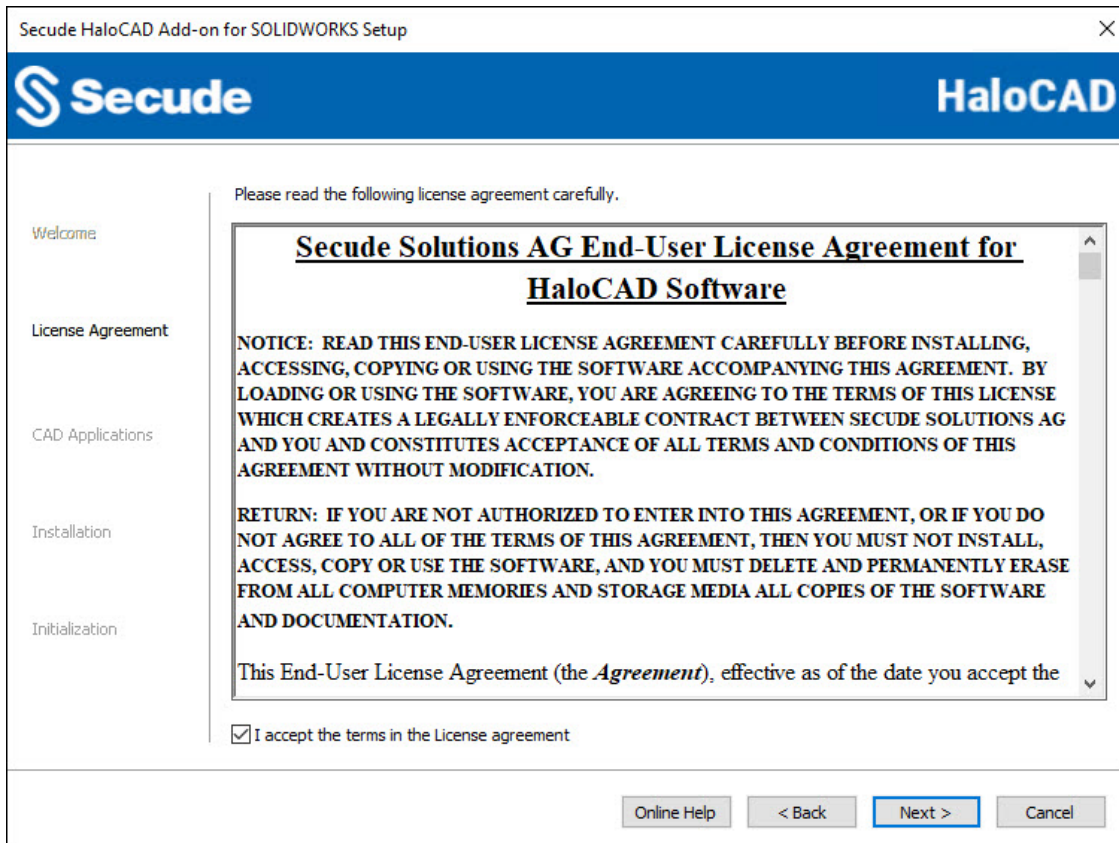 Secude HaloCAD Add-on for SOLIDWORKS Setup
Secude
HaloCAD
Welcome
License Agreement
CAD Applications
Installation
Initialization
Please read the following license agreement carefully.
Secude Solutions AG End-User License Agreement for
HaloCAD Software
NOTICE: READ THIS END-USER LICENSE AGREEMENT CAREFULLY BEFORE INSTALLING,
ACCESSING, COPYING OR USING THE SOFTWARE ACCOMPANYING THIS AGREEMENT. BY
LOADING OR USING THE SOFTWARE, YOU ARE AGREEING TO THE TERMS OF THIS LICENSE
WHICH CREATES A LEGALLY ENFORCEABLE CONTRACT BETWEEN SECUDE SOLUTIONS AG
AND YOU AND CONSTITUTES ACCEPTANCE OF ALL TERMS AND CONDITIONS OF THIS
AGREEMENT WITHOUT MODIFICATION.
RETURN: IF YOU ARE NOT AUTHORIZED TO ENTER INTO THIS AGREEMENT, OR IF YOU DO
NOT AGREE TO ALL OF THE TERMS OF THIS AGREEMENT, THEN YOU MUST NOT INSTALL,
ACCESS, COPY OR USE THE SOFTWARE, AND YOU MUST DELETE AND PERMANENTLY ERASE
FROM ALL COMPUTER MEMORIES AND STORAGE MEDIA ALL COPIES OF THE SOFTWARE
AND DOCUMENTATION.
This End-User License Agreement (the Agreement), effective as of the date you accept the
I accept the terms in the License agreement
Online Help
< Back
Next >
Cancel